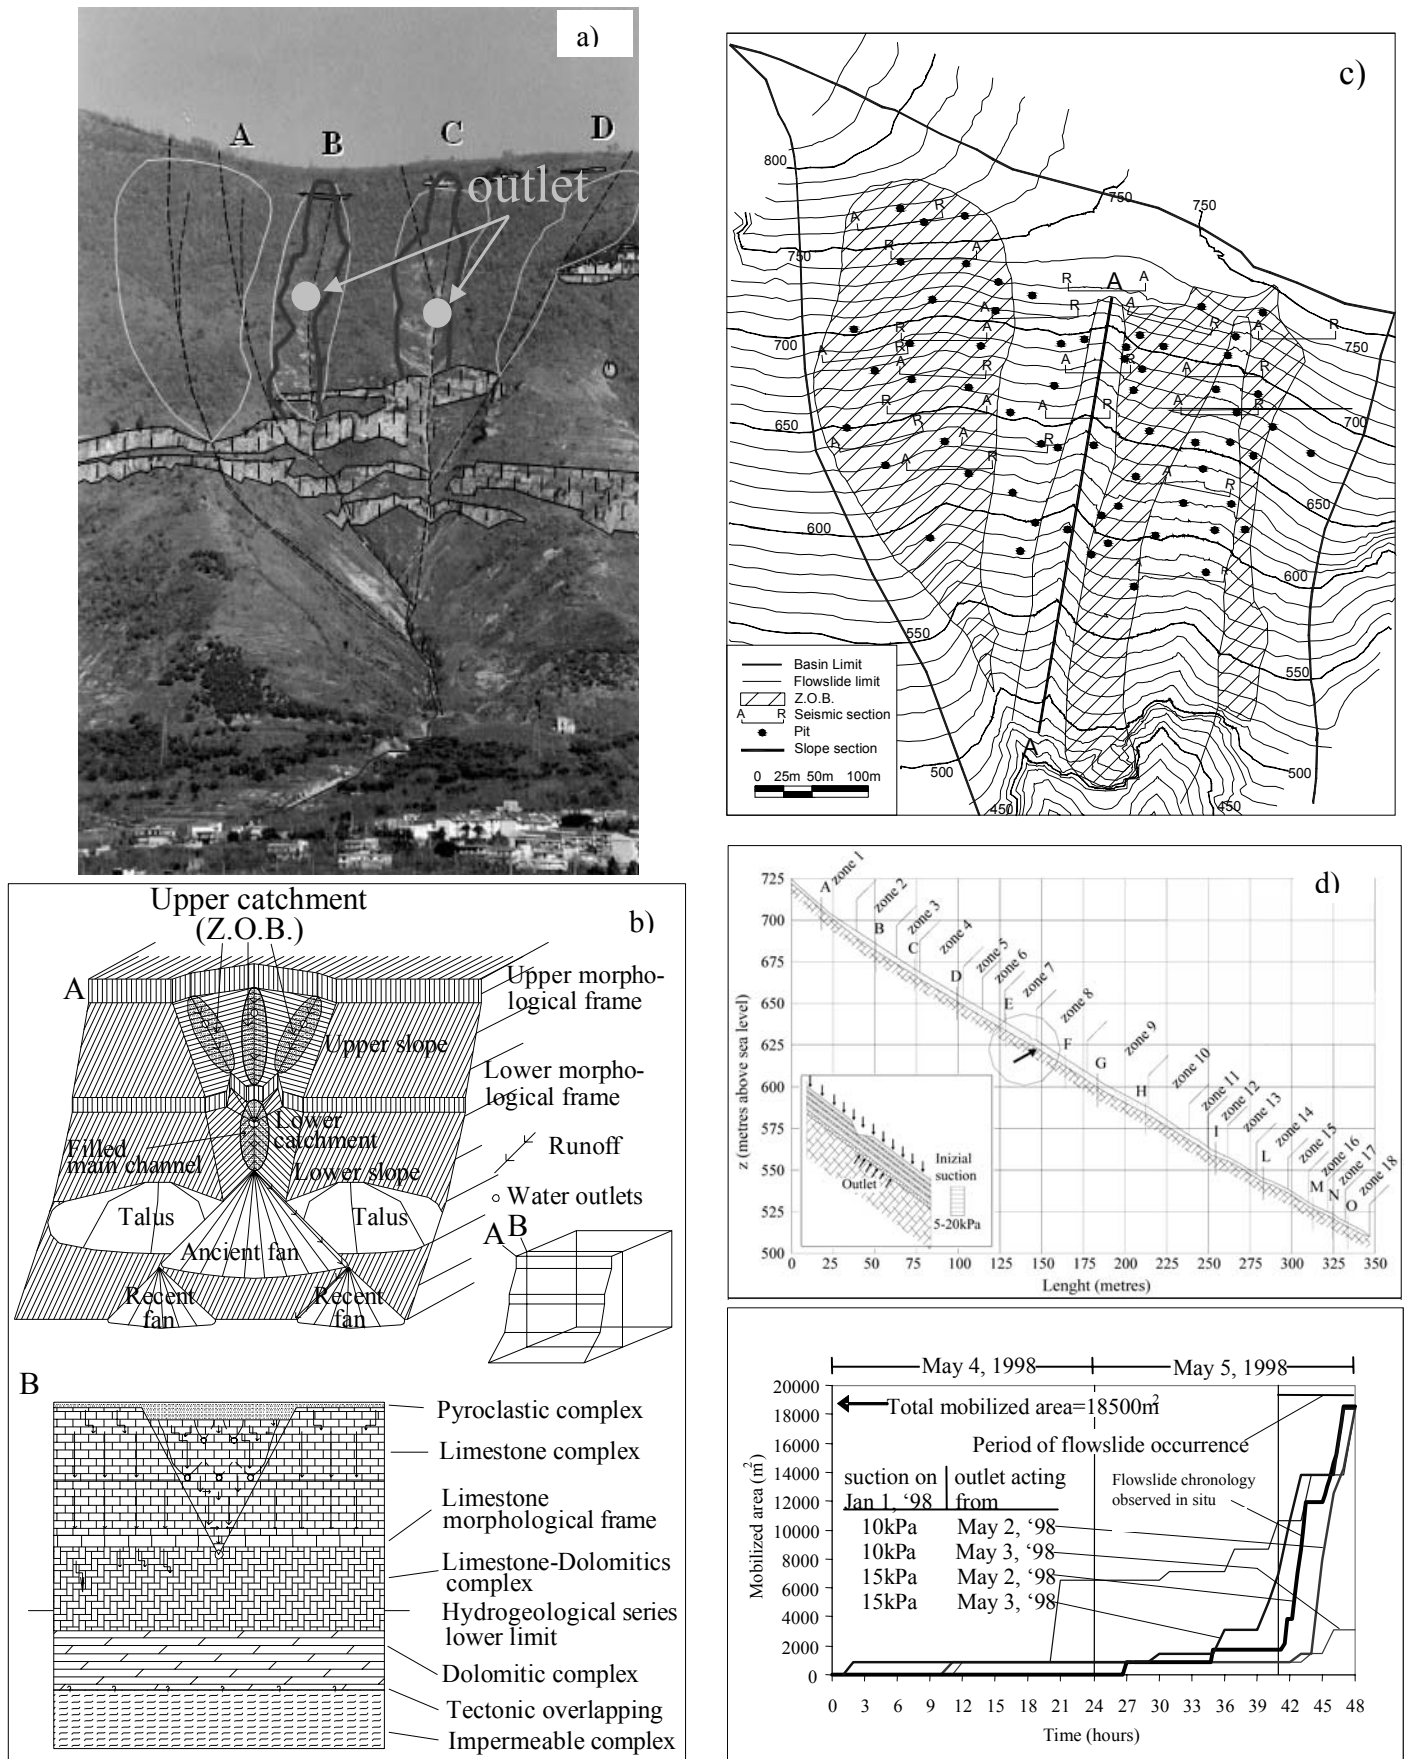 a)
A
B
C
D
outlet
c)
800
750
750
750
700
650
600
550
500
450
750
700
650
600
550
500
450
A
A
Basin Limit
Flowslide limit
Z.O.B.
A R Seismic section
Pit
Slope section
0 25m 50m 100m
Upper catchment
(Z.O.B.)
b)
A
Upper morpho-
logical frame
Upper slope
Lower morpho-
logical frame
Lower
catchment
Filled
main channel
Runoff
Lower slope
Water outlets
Talus
Talus
Ancient fan
A B
Recent
fan
Recent
fan
B
Pyroclastic complex
Limestone complex
Limestone
morphological frame
Limestone-Dolomitics
complex
Hydrogeological series
lower limit
Dolomitic complex
Tectonic overlapping
Impermeable complex
d)
z (metres above sea level)
725
700
675
650
625
600
575
550
525
500
A zone 1
zone 2
B zone 3
C zone 4
D zone 5
zone 6
E zone 7
zone 8
F
zone 9
G
zone 10
H
zone 11
zone 12
I zone 13
zone 14
L zone 15
zone 16
M zone 17
N zone 18
O
Outlet
Inizial
suction
5-20kPa
0 25 50 75 100 125 150 175 200 225 250 275 300 325 350
Lenght (metres)
May 4, 1998
May 5, 1998
Mobilized area (m2)
20000
18000
16000
14000
12000
10000
8000
6000
4000
2000
0
Total mobilized area=18500m2
Period of flowslide occurrence
suction on outlet acting
Jan 1, ‘98 from
Flowslide chronology
observed in situ
10kPa May 2, ‘98
10kPa May 3, ‘98
15kPa May 2, ‘98
15kPa May 3, ‘98
0 3 6 9 12 15 18 21 24 27 30 33 36 39 42 45 48
Time (hours)